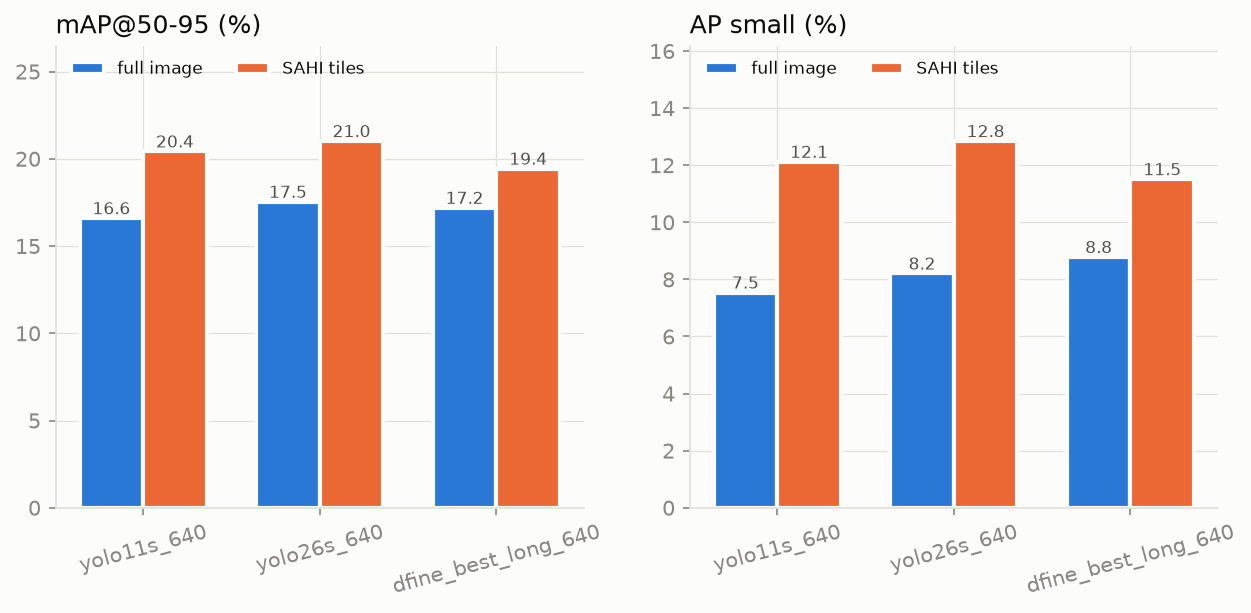 mAP@50-95 (%)
full image
SAHI tiles
25
20
15
10
5
0
16.6
20.4
17.5
21.0
17.2
19.4
yolo11s_640
yolo26s_640
dfine_best_long_640
AP small (%)
full image
SAHI tiles
16
14
12
10
8
6
4
2
0
7.5
12.1
8.2
12.8
8.8
11.5
yolo11s_640
yolo26s_640
dfine_best_long_640